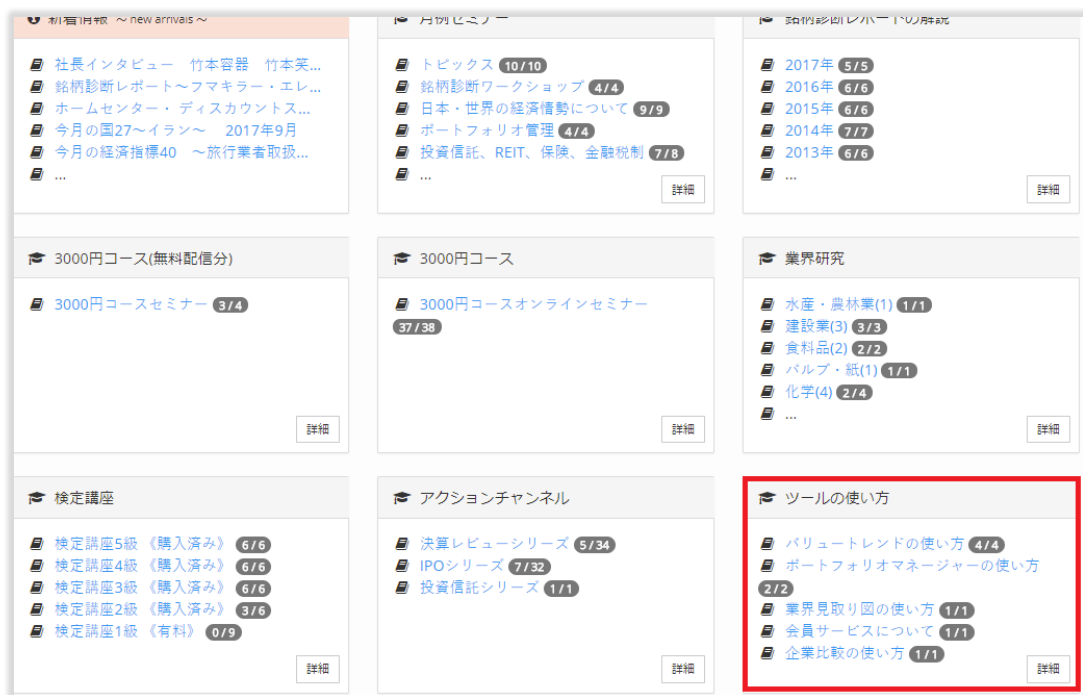 新着情報 ～new arrivals～
社長インタビュー 竹本容器 竹本笑...
銘柄診断レポート～フマキラー・エレ...
ホームセンター・ディスカウントス...
今月の国27～イラン～ 2017年9月
今月の経済指標40 ～旅行業者取扱...
...
月例セミナー
トピックス 10/10
銘柄診断ワークショップ 4/4
日本・世界の経済情勢について 9/9
ポートフォリオ管理 4/4
投資信託、REIT、保険、金融税制 7/8
...
詳細
銘柄診断レポートの解説
2017年 5/5
2016年 6/6
2015年 6/6
2014年 7/7
2013年 6/6
...
詳細
3000円コース(無料配信分)
3000円コースセミナー 3/4
詳細
3000円コース
3000円コースオンラインセミナー
37/38
詳細
業界研究
水産・農林業(1) 1/1
建設業(3) 3/3
食料品(2) 2/2
パルプ・紙(1) 1/1
化学(4) 2/4
...
詳細
検定講座
検定講座5級 《購入済み》 6/6
検定講座4級 《購入済み》 6/6
検定講座3級 《購入済み》 6/6
検定講座2級 《購入済み》 3/6
検定講座1級 《有料》 0/9
詳細
アクションチャンネル
決算レビューシリーズ 5/34
IPOシリーズ 7/32
投資信託シリーズ 1/1
詳細
ツールの使い方
バリュートレンドの使い方 4/4
ポートフォリオマネージャーの使い方
2/2
業界見取り図の使い方 1/1
会員サービスについて 1/1
企業比較の使い方 1/1
詳細